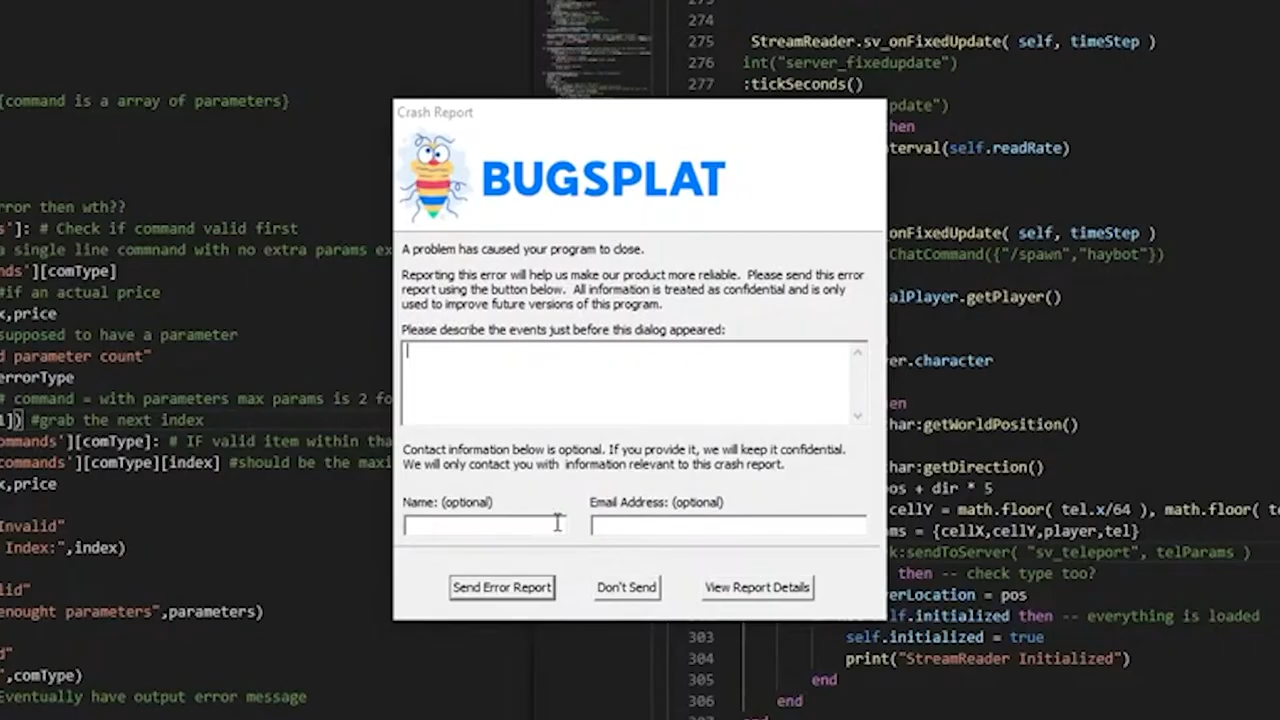 {command is a array of parameters}
rror then wth??
s']: # Check if command valid first
a single line commnand with no extra params ex
nds'][comType]
#if an actual price
x,price
supposed to have a parameter
d parameter count"
errorType
# command = with parameters max params is 2 fo
1]) #grab the next index
ommands'][comType]: # IF valid item within tha
commands'][comType][index] #should be the maxi
x,price
Invalid"
Index:",index)
lid"
enought parameters",parameters)
d"
",comType)
Eventually have output error message
Crash Report
BUGSPLAT
A problem has caused your program to close.
Reporting this error will help us make our product more reliable. Please send this error
report using the button below. All information is treated as confidential and is only
used to improve future versions of this program.
Please describe the events just before this dialog appeared:
Contact information below is optional. If you provide it, we will keep it confidential.
We will only contact you with information relevant to this crash report.
Name: (optional) Email Address: (optional)
Send Error Report Don't Send View Report Details
274
275 StreamReader.sv_onFixedUpdate( self, timeStep )
276 int("server_fixedupdate")
277 :tickSeconds()
pdate")
hen
terval(self.readRate)
onFixedUpdate( self, timeStep )
ChatCommand({"/spawn","haybot"})
alPlayer.getPlayer()
er.character
en
har:getWorldPosition()
har:getDirection()
os + dir * 5
cellY = math.floor( tel.x/64 ), math.floor( te
ms = {cellX,cellY,player,tel}
k:sendToServer( "sv_teleport", telParams )
then -- check type too?
erLocation = pos
lf.initialized then -- everything is loaded
303 self.initialized = true
304 print("StreamReader Initialized")
305 end
306 end